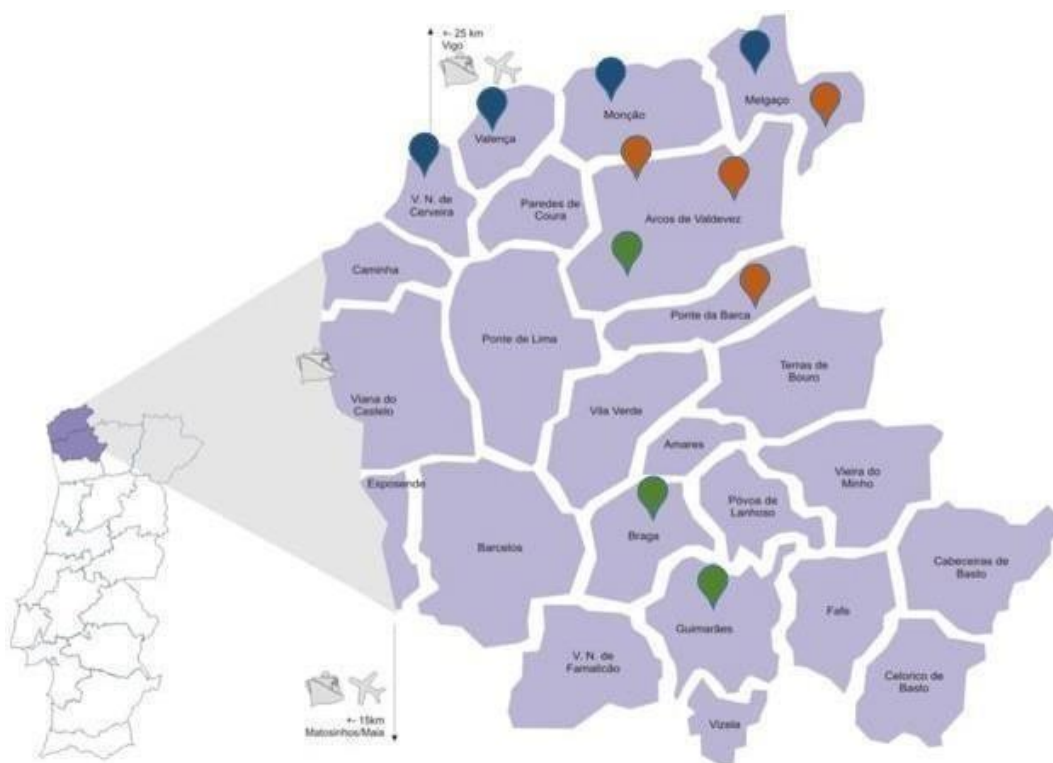 +- 25 km
Vigo
Melgaço
Monção
Valença
V. N. de
Cerveira
Paredes de
Coura
Arcos de Valdevez
Caminha
Ponte da Barca
Ponte de Lima
Terras de
Bouro
Viana do
Castelo
Vila Verde
Amares
Vieira do
Minho
Esposende
Póvoa de
Lanhoso
Braga
Barcelos
Cabeceiras de
Basto
Fafe
Guimarães
V. N. de
Famalicão
Celorico de
Basto
+- 15km
Matosinhos/Maia
Vizela